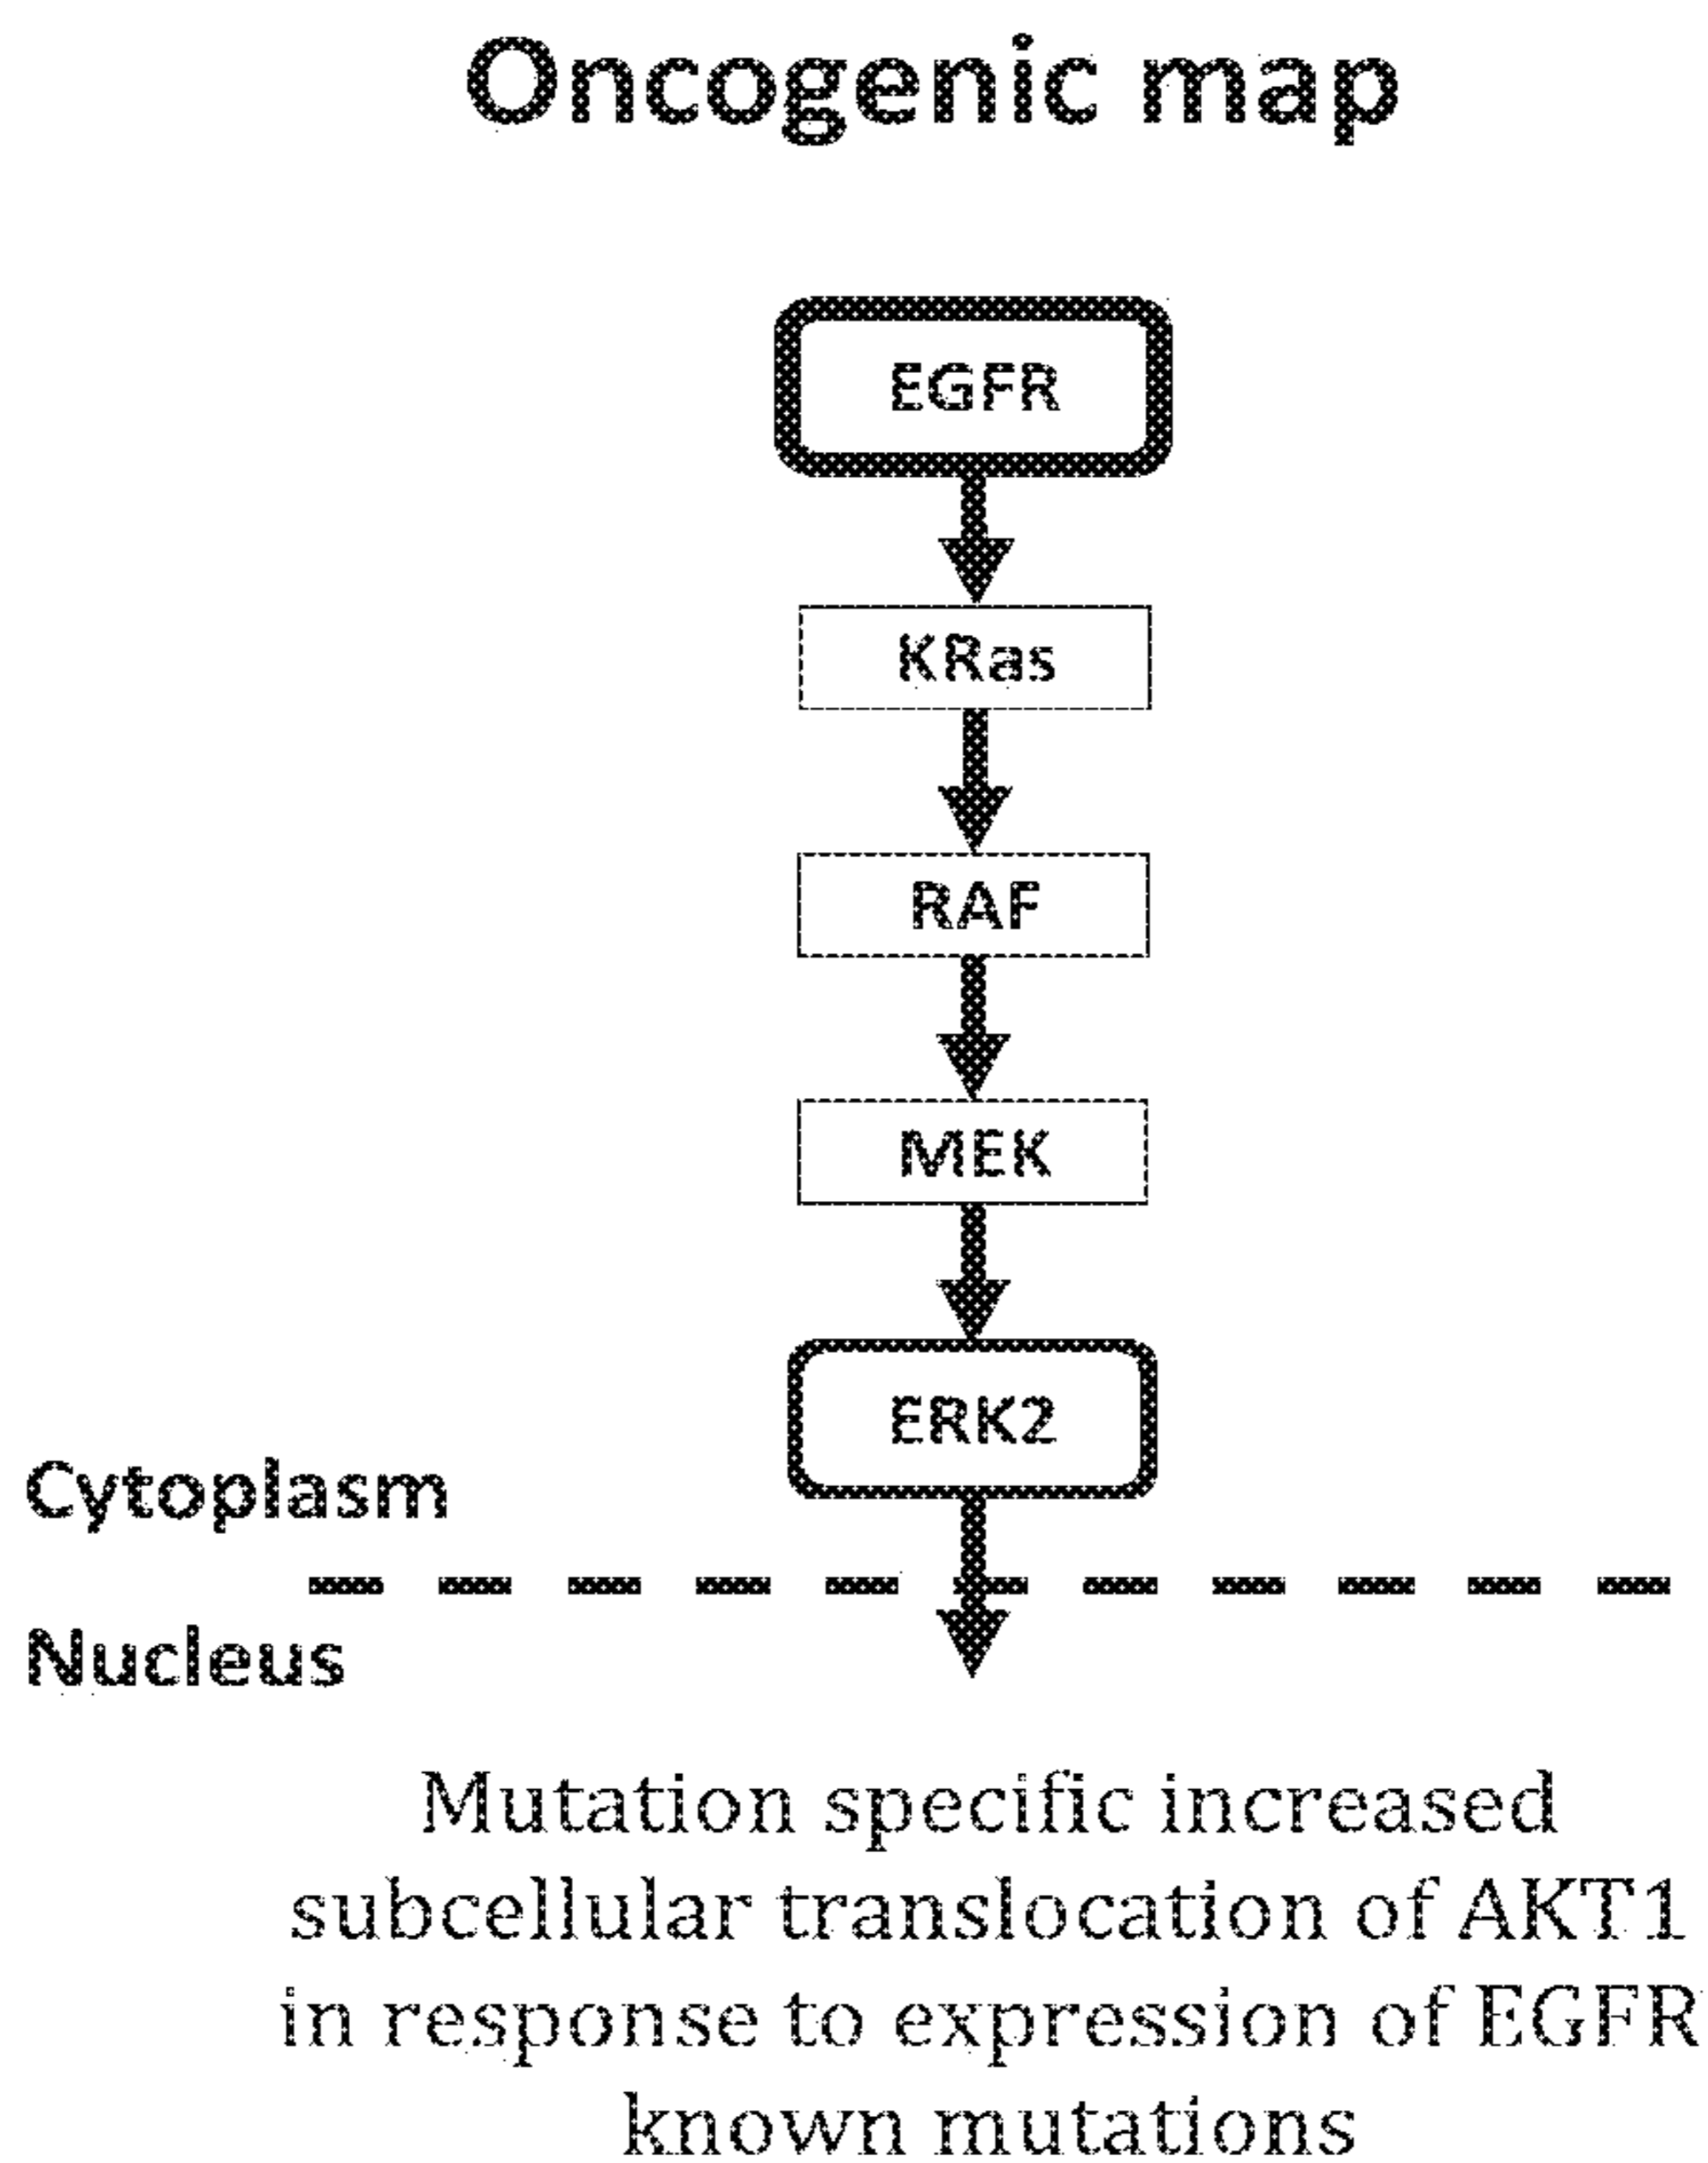 Oncogenic map
EGFR
KRas
RAF
MEK
ERK2
Cytoplasm
Nucleus
Mutation specific increased
subcellular translocation of AKT1
in response to expression of EGFR
known mutations